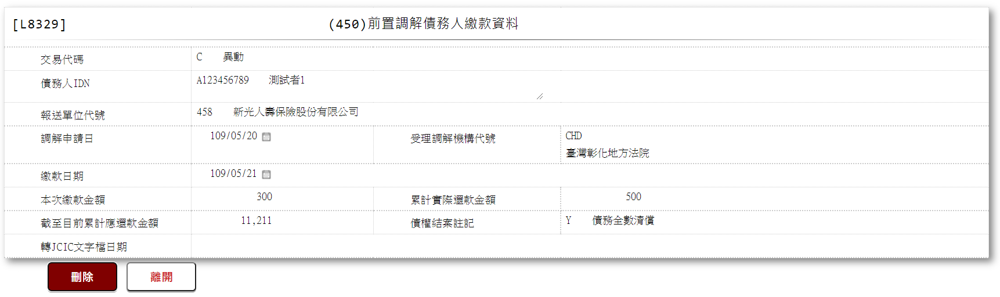 [L8329] (450)前置調解債務人繳款資料
交易代碼 C 異動
債務人IDN A123456789 測試者1
報送單位代號 458 新光人壽保險股份有限公司
調解申請日 109/05/20 受理調解機構代號 CHD
臺灣彰化地方法院
繳款日期 109/05/21
本次繳款金額 300 累計實際還款金額 500
截至目前累計應還款金額 11,211 債權結案註記 Y 債務全數清償
轉JCIC文字檔日期
刪除 離開